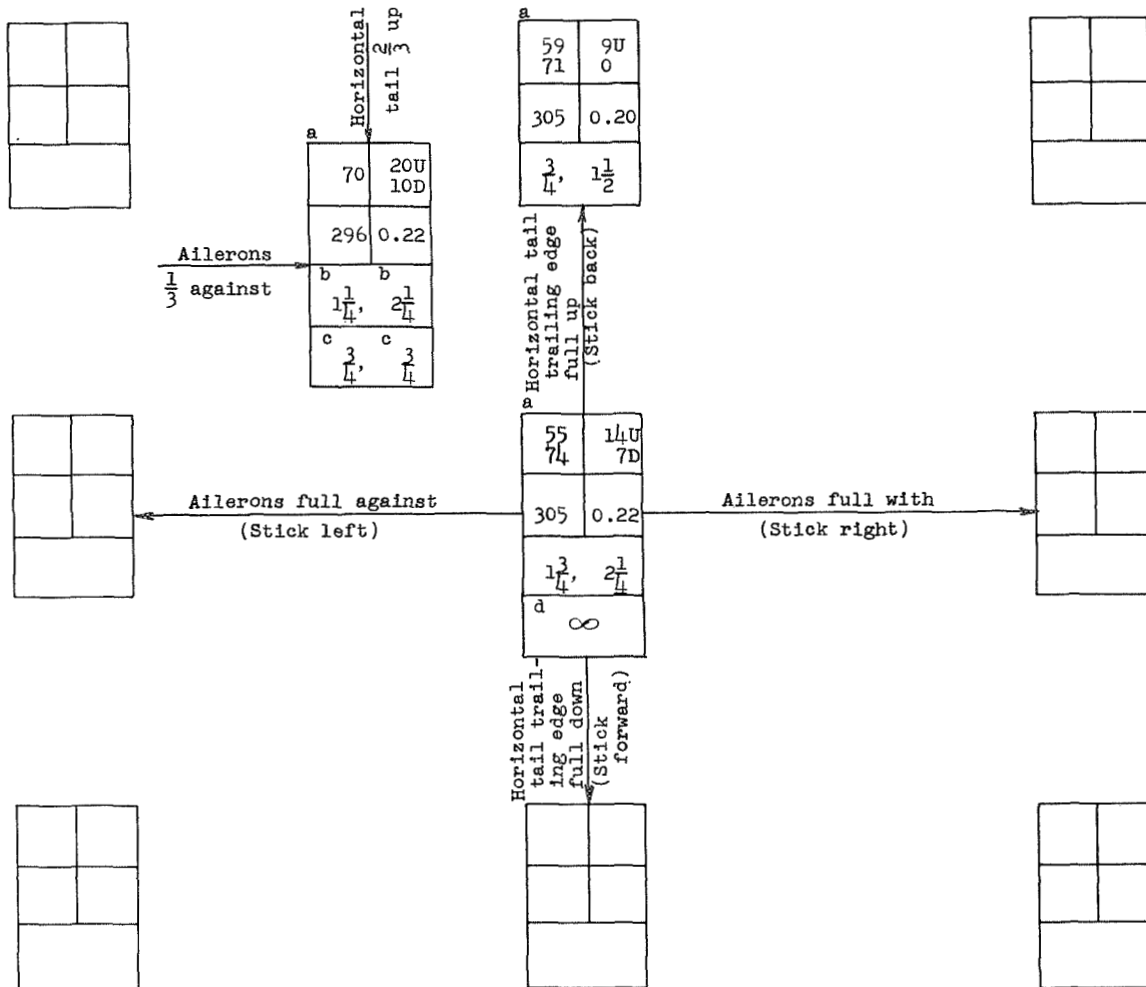 Horizontal
tail 2/3 up
a
59 9U
71 0
305 0.20
3/4, 1 1/2
a
70 20U
10D
296 0.22
b b
1 1/4, 2 1/4
c c
3/4, 3/4
Ailerons
1/3 against
Horizontal tail
trailing edge
full up
(Stick back)
a
55 14U
74 7D
305 0.22
1 3/4, 2 1/4
d
∞
Ailerons full against
(Stick left)
Ailerons full with
(Stick right)
Horizontal
tail trail-
ing edge
full down
(Stick
forward)